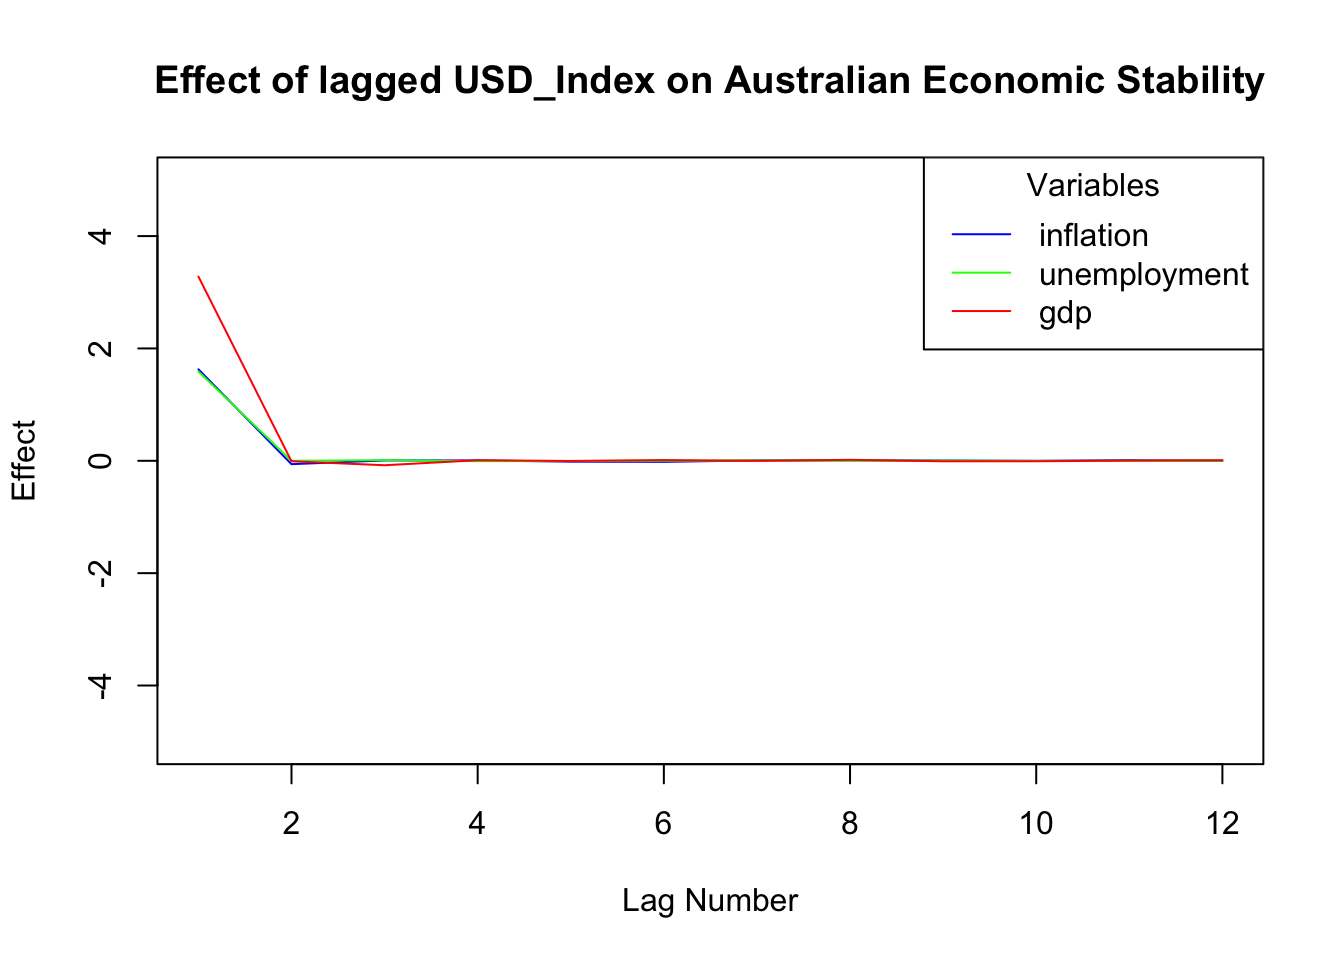 Effect of lagged USD_Index on Australian Economic Stability
Variables
inflation
unemployment
gdp
4
2
0
-2
-4
Effect
2 4 6 8 10 12
Lag Number